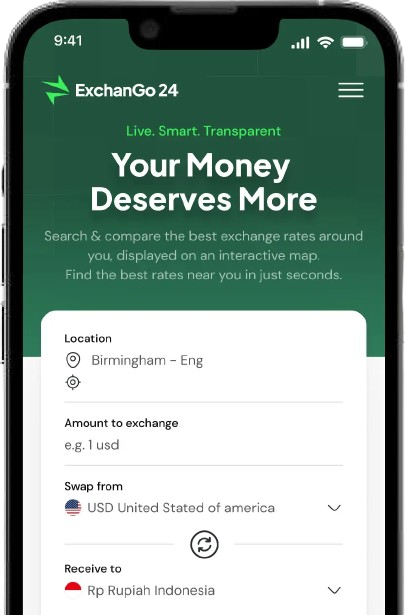 9:41
ExchanGo 24
Live. Smart. Transparent
Your Money
Deserves More
Search & compare the best exchange rates around
you, displayed on an interactive map.
Find the best rates near you in just seconds.
Location
Birmingham - Eng
Amount to exchange
e.g. 1 usd
Swap from
USD United Stated of america
Receive to
Rp Rupiah Indonesia